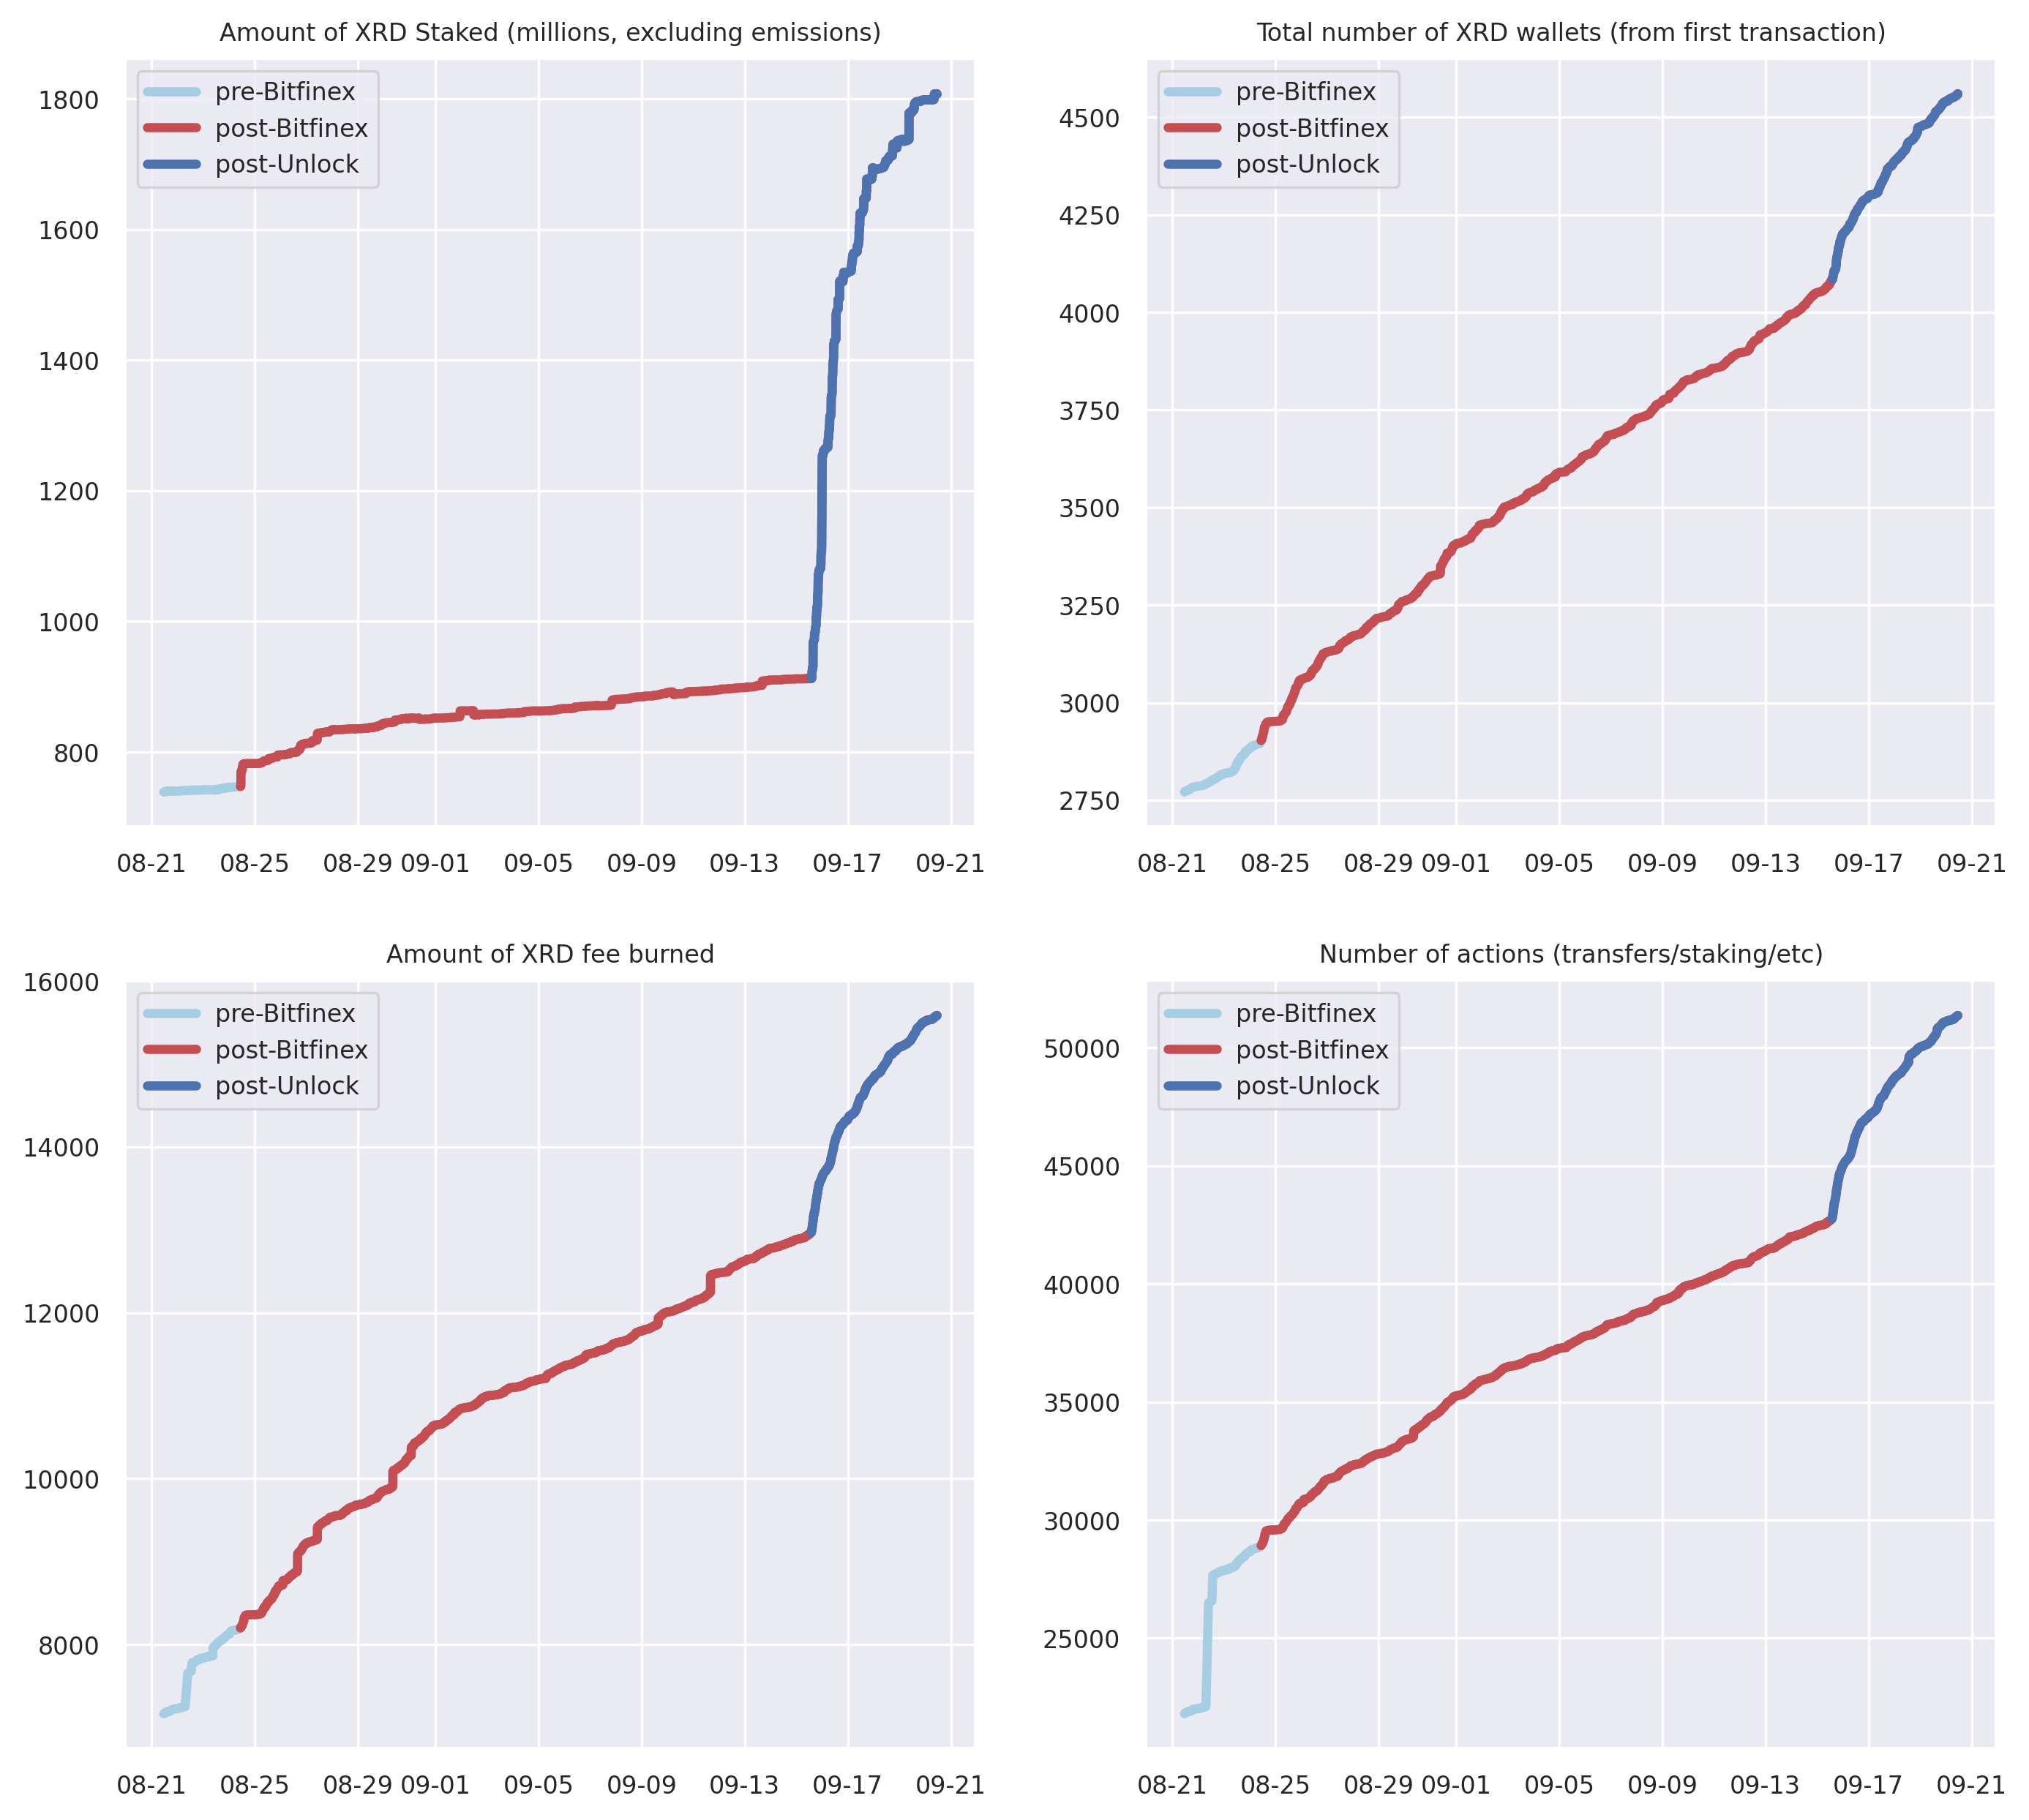 Amount of XRD Staked (millions, excluding emissions)
pre-Bitfinex
post-Bitfinex
post-Unlock
1800
1600
1400
1200
1000
800
08-21 08-25 08-29 09-01 09-05 09-09 09-13 09-17 09-21
Total number of XRD wallets (from first transaction)
pre-Bitfinex
post-Bitfinex
post-Unlock
4500
4250
4000
3750
3500
3250
3000
2750
08-21 08-25 08-29 09-01 09-05 09-09 09-13 09-17 09-21
Amount of XRD fee burned
pre-Bitfinex
post-Bitfinex
post-Unlock
16000
14000
12000
10000
8000
08-21 08-25 08-29 09-01 09-05 09-09 09-13 09-17 09-21
Number of actions (transfers/staking/etc)
pre-Bitfinex
post-Bitfinex
post-Unlock
50000
45000
40000
35000
30000
25000
08-21 08-25 08-29 09-01 09-05 09-09 09-13 09-17 09-21